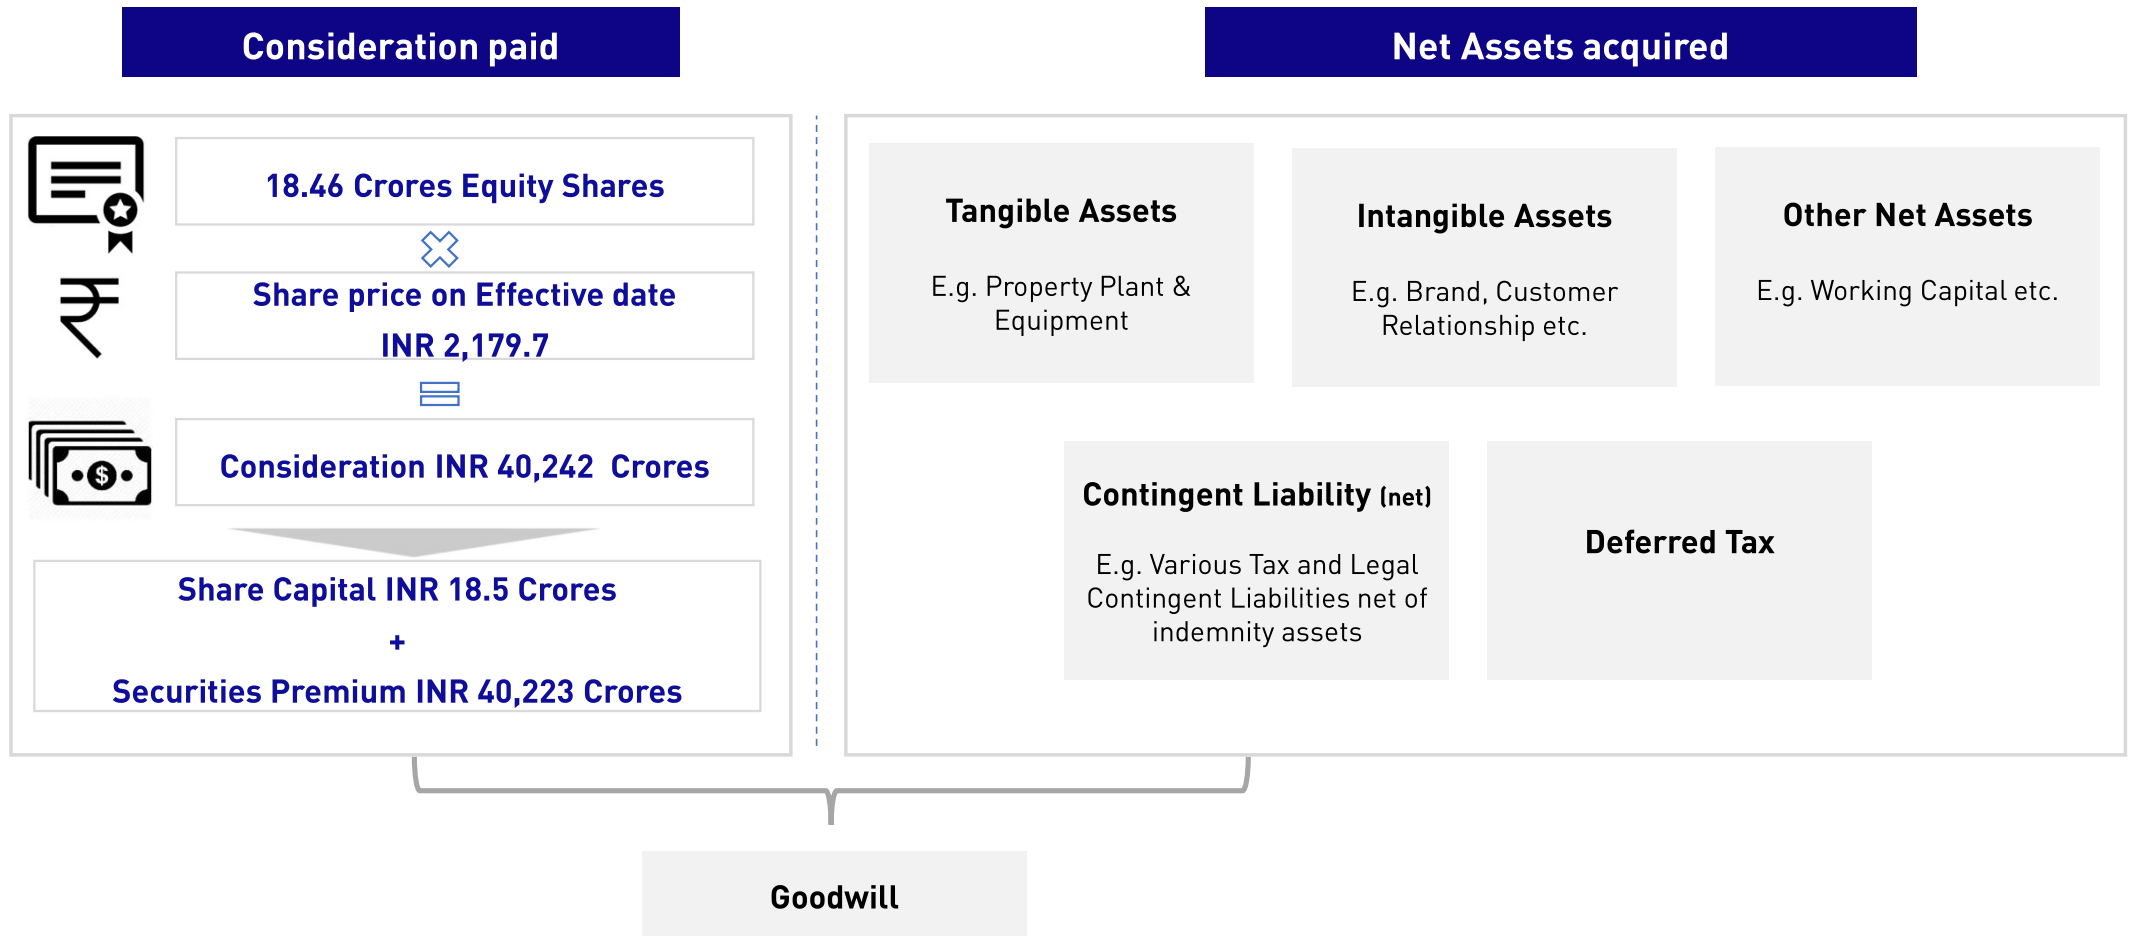 Consideration paid
18.46 Crores Equity Shares
Share price on Effective date
INR 2,179.7
Consideration INR 40,242 Crores
Share Capital INR 18.5 Crores
+
Securities Premium INR 40,223 Crores
Net Assets acquired
Tangible Assets
E.g. Property Plant &
Equipment
Intangible Assets
E.g. Brand, Customer
Relationship etc.
Other Net Assets
E.g. Working Capital etc.
Contingent Liability (net)
E.g. Various Tax and Legal
Contingent Liabilities net of
indemnity assets
Deferred Tax
Goodwill